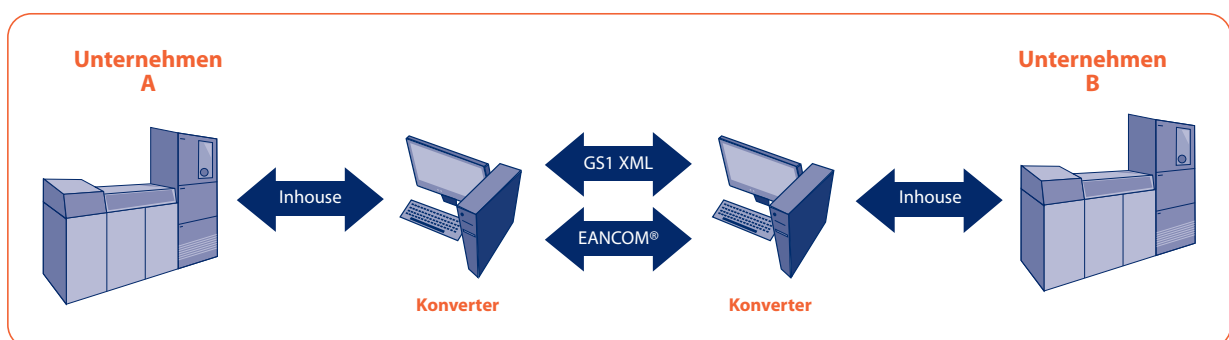 Unternehmen
A
Unternehmen
B
Inhouse
GS1 XML
EANCOM®
Inhouse
Konverter
Konverter